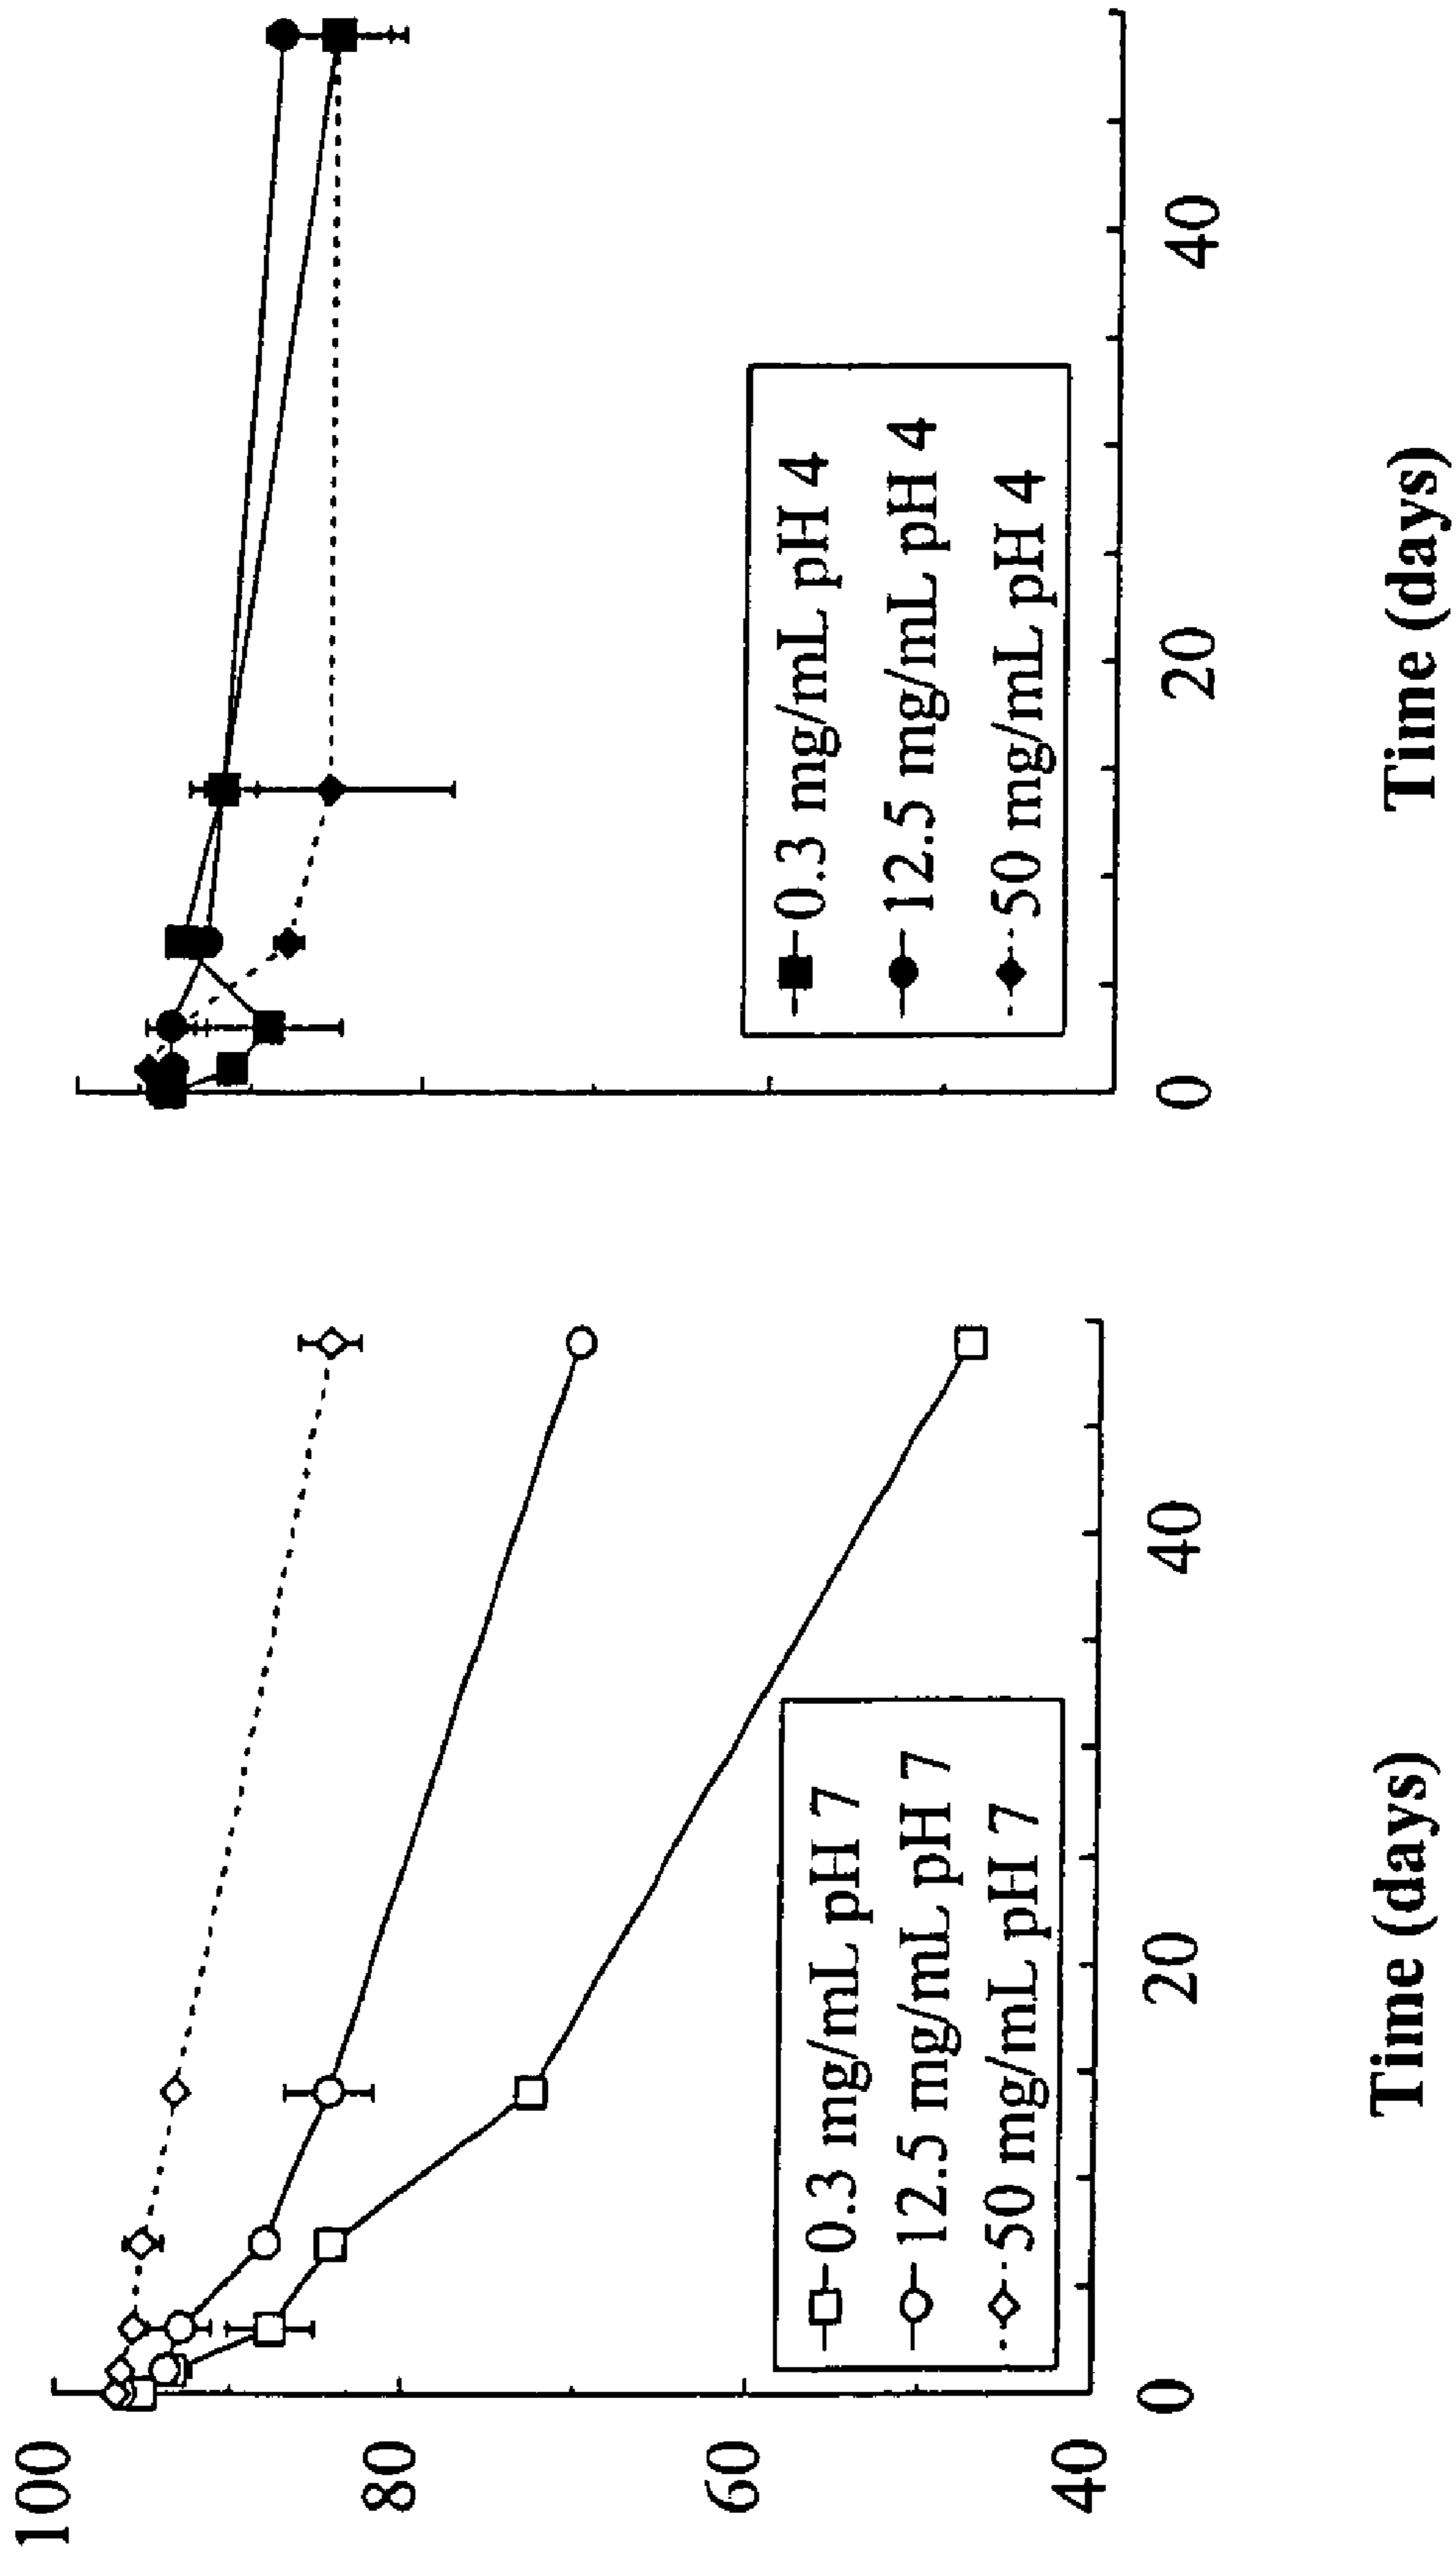 100
80
60
40
0.3 mg/mL pH 7
12.5 mg/mL pH 7
50 mg/mL pH 7
0
20
40
Time (days)
0.3 mg/mL pH 4
12.5 mg/mL pH 4
50 mg/mL pH 4
0
20
40
Time (days)